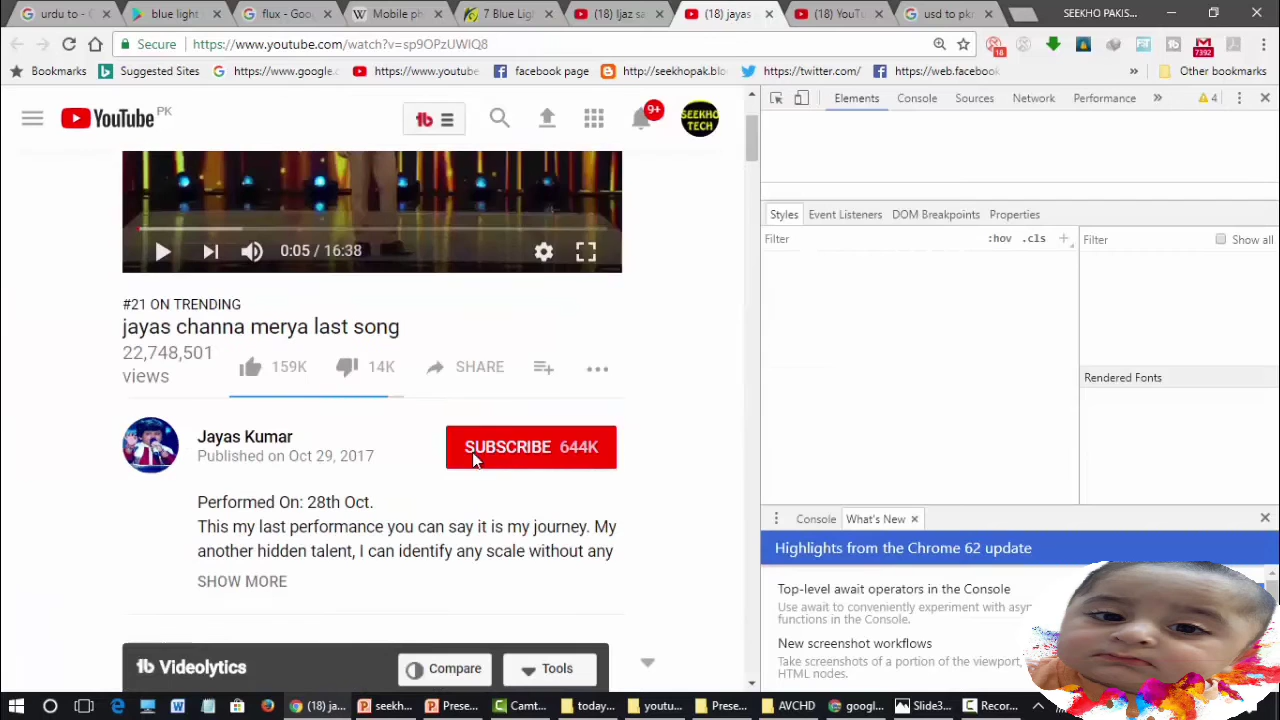 urdu to -
blue light
flux - G
Mobile ph
7 Blue Ligh
(18) Ijaz sa
(18) jayas
(18) YouT
usd to pkr
SEEKHO PAKIS...
Secure
https://www.youtube.com/watch?v=sp9OPzUWIQ8
18
7392
Bookmarks
Suggested Sites
https://www.google.
https://www.youtube
facebook page
http://seekhopak.blo
https://twitter.com/
https://web.facebook
»
Other bookmarks
YouTube PK
tb
9+
SEEKHO
TECH
Elements
Console
Sources
Network
Performance
»
4
Styles
Event Listeners
DOM Breakpoints
Properties
Filter
:hov .cls +
Filter
Show all
0:05 / 16:38
#21 ON TRENDING
jayas channa merya last song
22,748,501
views
159K
14K
SHARE
Rendered Fonts
Jayas Kumar
Published on Oct 29, 2017
SUBSCRIBE 644K
Performed On: 28th Oct.
This my last performance you can say it is my journey. My
another hidden talent, I can identify any scale without any
SHOW MORE
Console
What's New
Highlights from the Chrome 62 update
Top-level await operators in the Console
Use await to conveniently experiment with asyn
functions in the Console.
New screenshot workflows
Take screenshots of a portion of the viewport,
HTML nodes.
tb Videolytics
Compare
Tools
(18) ja...
seekh...
Prese...
Camt...
today...
youtu...
Prese...
AVCHD
googl...
Slide3...
Recor...